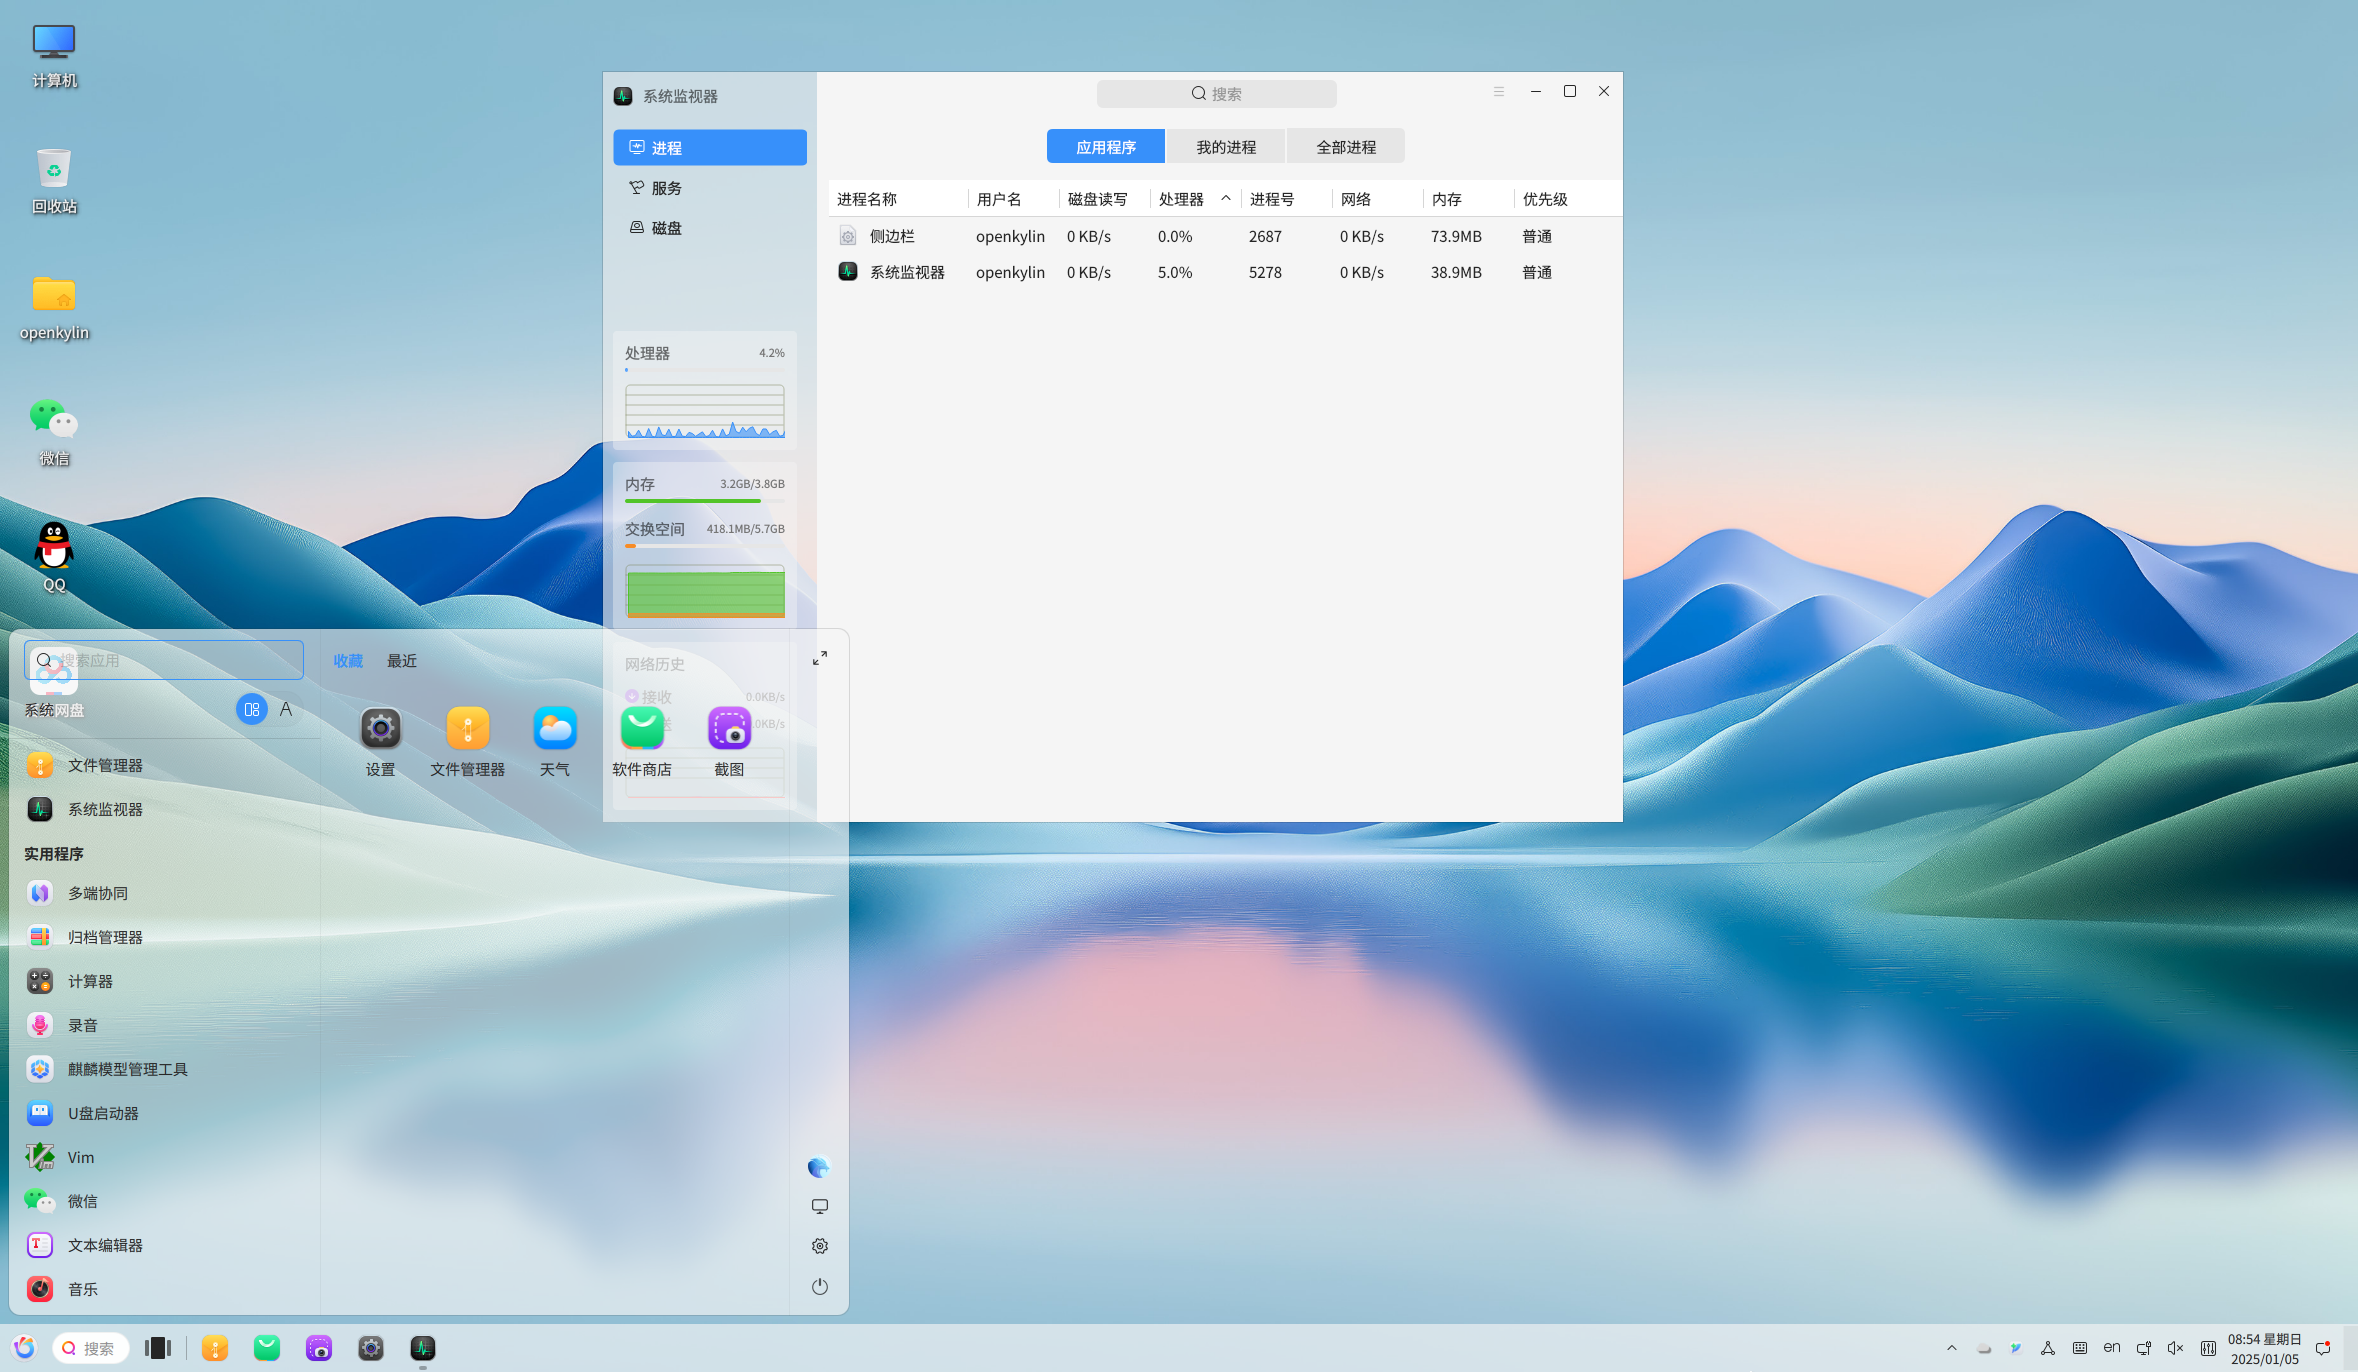 计算机
回收站
openkylin
微信
QQ
系统监视器
进程
服务
磁盘
搜索
应用程序
我的进程
全部进程
进程名称 用户名 磁盘读写 处理器 进程号 网络 内存 优先级
侧边栏 openkylin 0 KB/s 0.0% 2687 0 KB/s 73.9MB 普通
系统监视器 openkylin 0 KB/s 5.0% 5278 0 KB/s 38.9MB 普通
处理器 4.2%
内存 3.2GB/3.8GB
交换空间 418.1MB/5.7GB
网络历史
接收 0.0KB/s
送 .0KB/s
搜索应用
系统网盘
A
收藏 最近
设置
文件管理器
天气
软件商店
截图
文件管理器
系统监视器
实用程序
多端协同
归档管理器
计算器
录音
麒麟模型管理工具
U盘启动器
Vim
微信
文本编辑器
音乐
搜索
en
08:54 星期日
2025/01/05